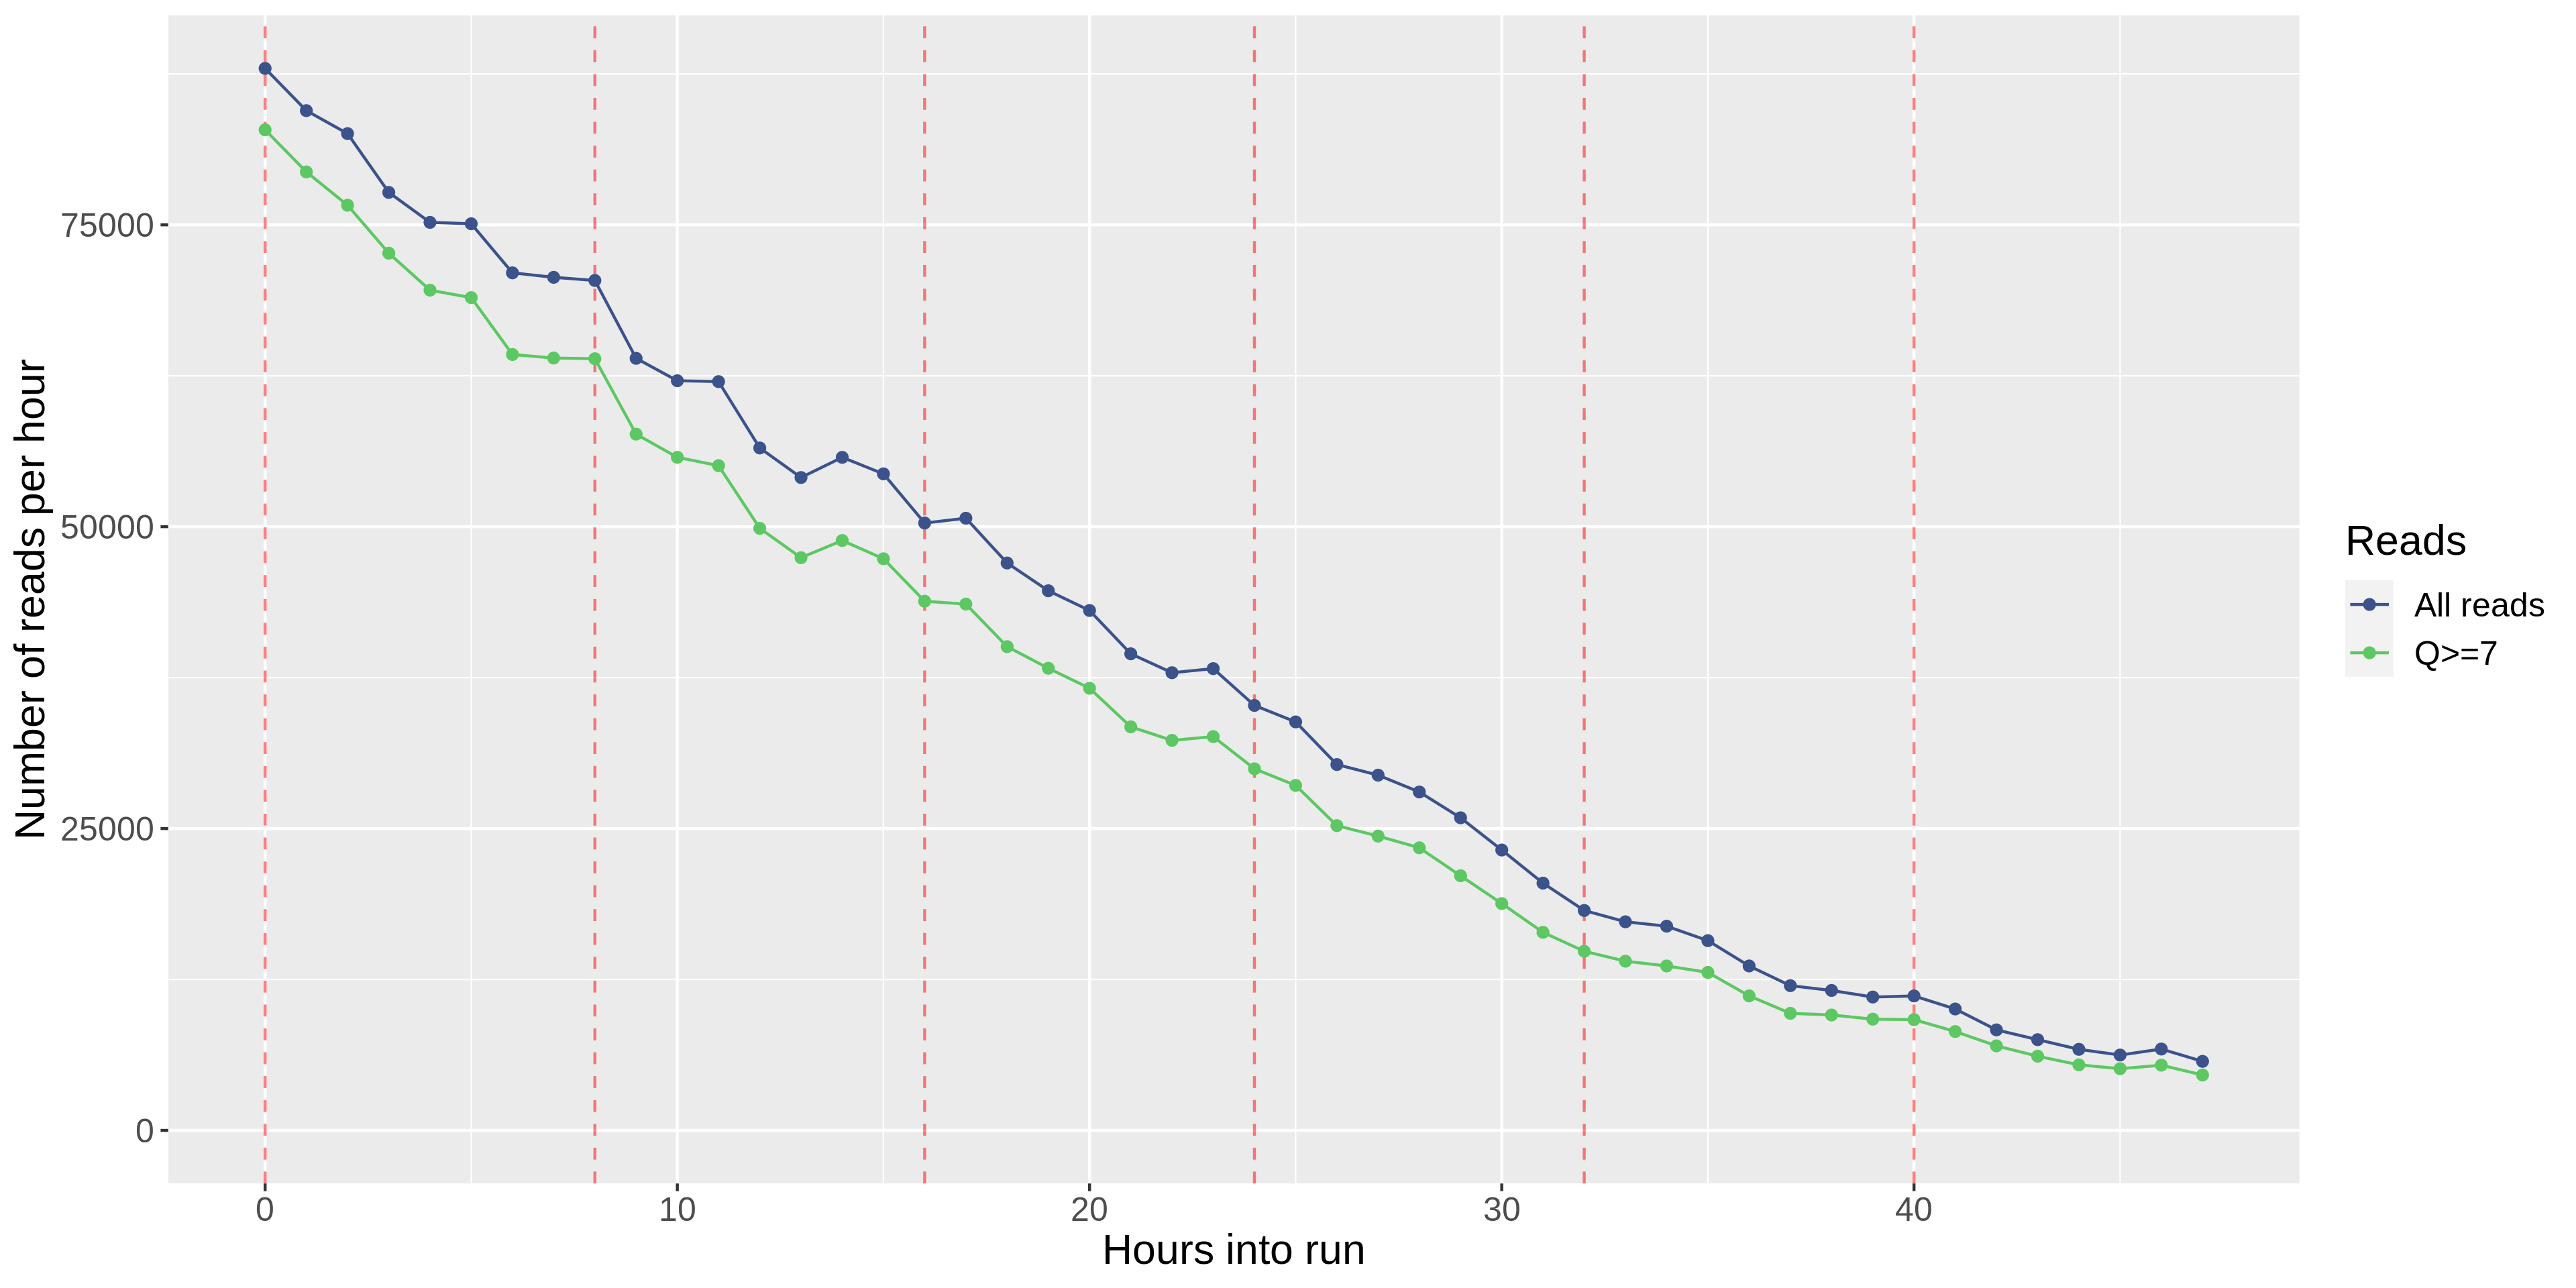 Number of reads per hour
75000
50000
25000
0
0 10 20 30 40
Hours into run
Reads
All reads
Q>=7